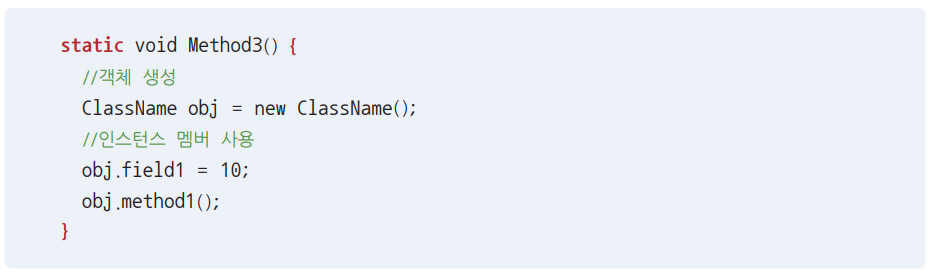 static void Method3() {
//객체 생성
ClassName obj = new ClassName();
//인스턴스 멤버 사용
obj.field1 = 10;
obj.method1();
}